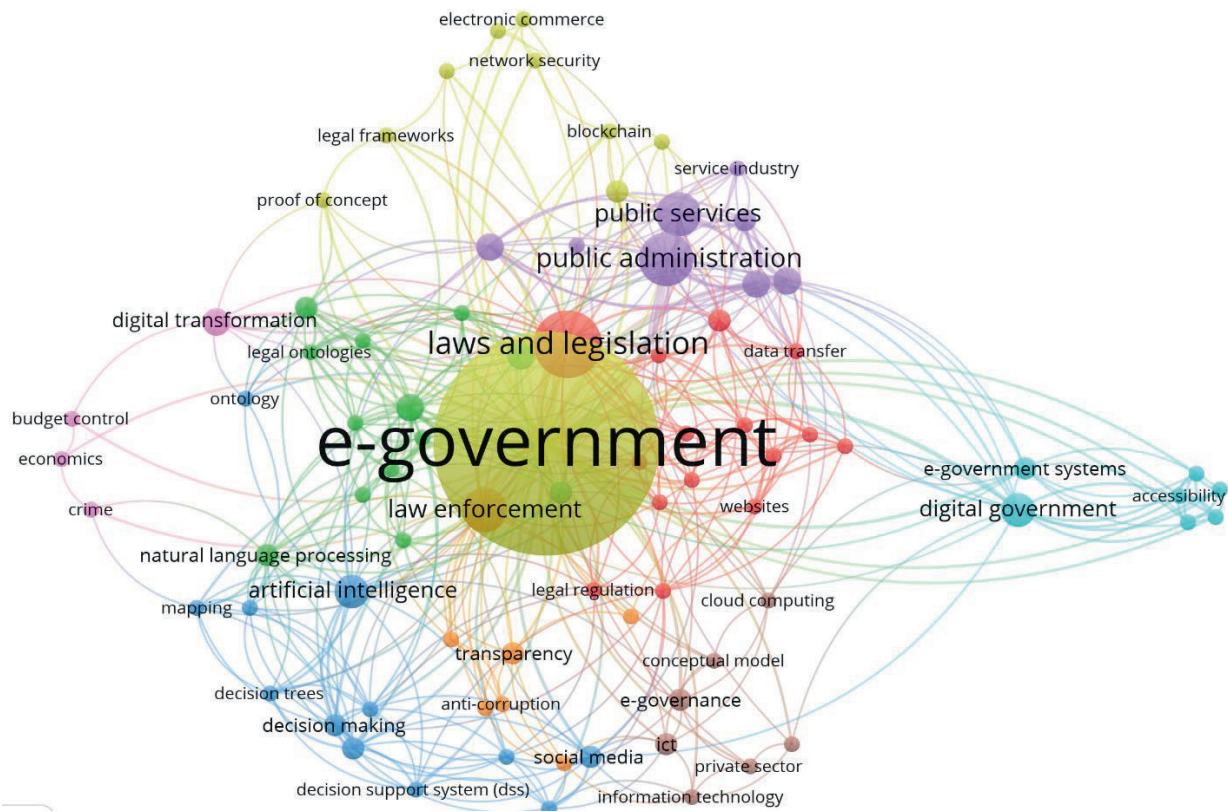 electronic commerce
network security
legal frameworks
blockchain
service industry
proof of concept
public services
public administration
digital transformation
laws and legislation
legal ontologies
data transfer
ontology
budget control
e-government
economics
e-government systems
accessibility
crime
law enforcement
websites
digital government
natural language processing
artificial intelligence
legal regulation
cloud computing
mapping
transparency
conceptual model
decision trees
anti-corruption
e-governance
decision making
ict
social media
private sector
decision support system (dss)
information technology